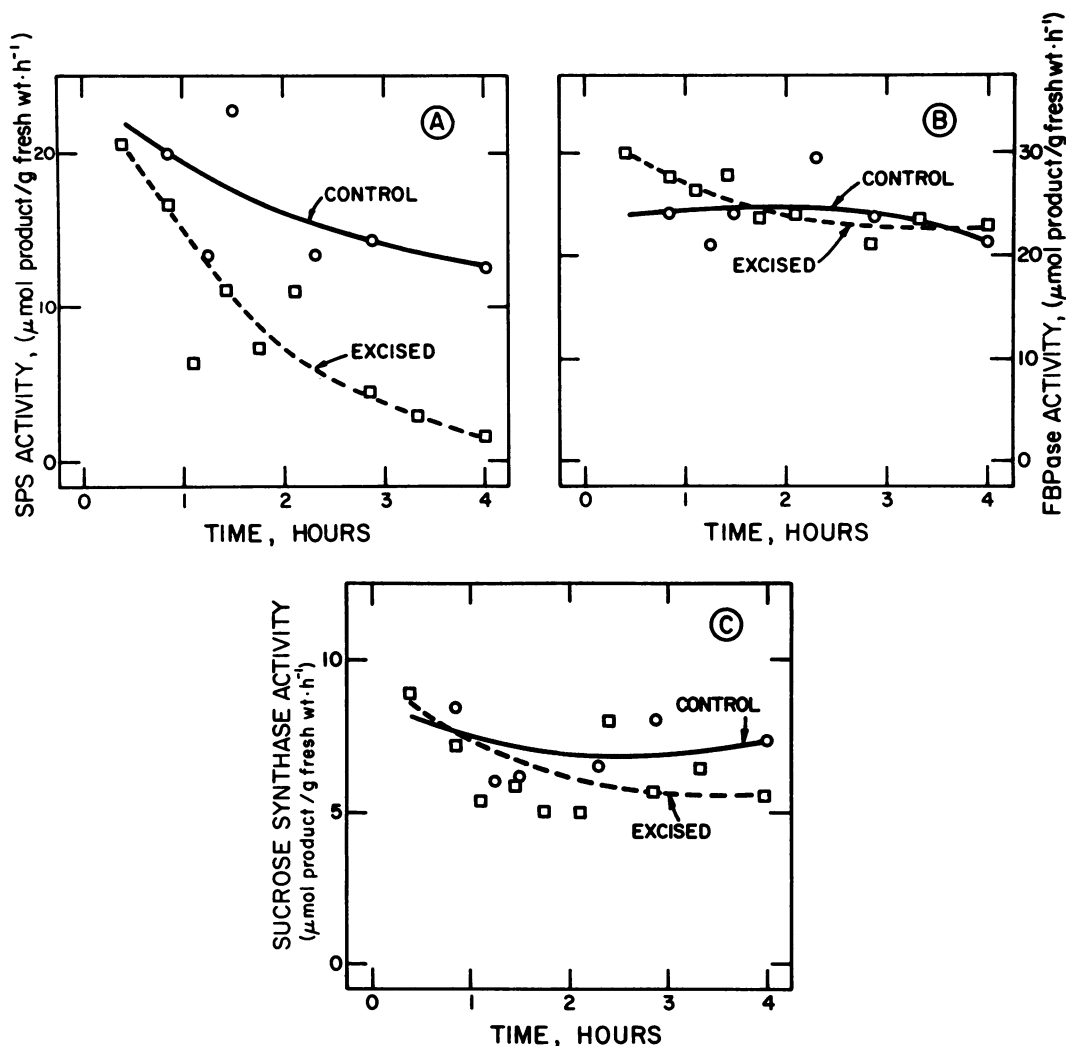 SPS ACTIVITY, (μmol product/g fresh wt·h⁻¹)
20
10
0
A
CONTROL
EXCISED
0 1 2 3 4
TIME, HOURS
B
CONTROL
EXCISED
30
20
10
0
FBPase ACTIVITY, (μmol product/g fresh wt·h⁻¹)
0 1 2 3 4
TIME, HOURS
SUCROSE SYNTHASE ACTIVITY
(μmol product/g fresh wt·h⁻¹)
10
5
0
C
CONTROL
EXCISED
0 1 2 3 4
TIME, HOURS